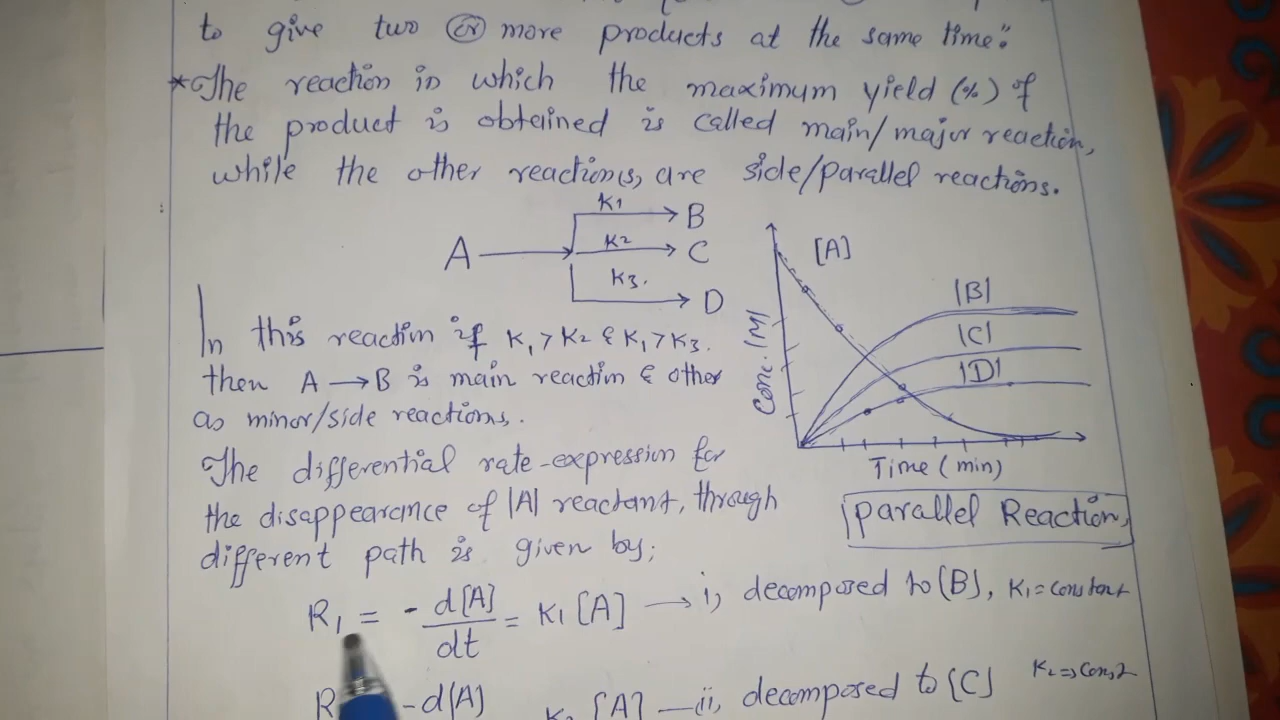 to give two or more products at the same time".
*The reaction in which the maximum yield (%) of
the product is obtained is called main/major reaction,
while the other reaction(s) are side/parallel reactions.
A
K1
B
K2
C
K3.
D
In this reaction if K1 > K2 & K1 > K3.
then A → B is main reaction & other
as minor/side reactions.
The differential rate-expression for
the disappearance of |A| reactant, through
different path is given by;
[A]
|B|
|C|
|D|
Conc. |M|
Time (min)
parallel Reaction,
R1 = - d[A]/dt = K1 [A] → i, decomposed to [B], K1 = constant
-d[A] [A] — ii, decomposed to [C]